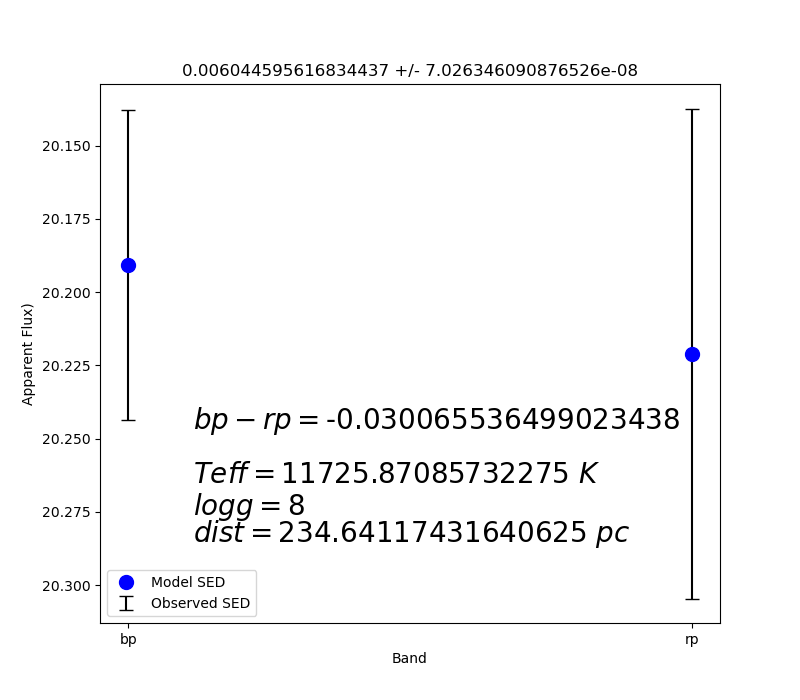 0.006044595616834437 +/- 7.026346090876526e-08
20.150
20.175
20.200
20.225
20.250
20.275
20.300
Apparent Flux)
bp − rp = -0.030065536499023438
Teff = 11725.87085732275 K
logg = 8
dist = 234.64117431640625 pc
Model SED
Observed SED
bp
rp
Band